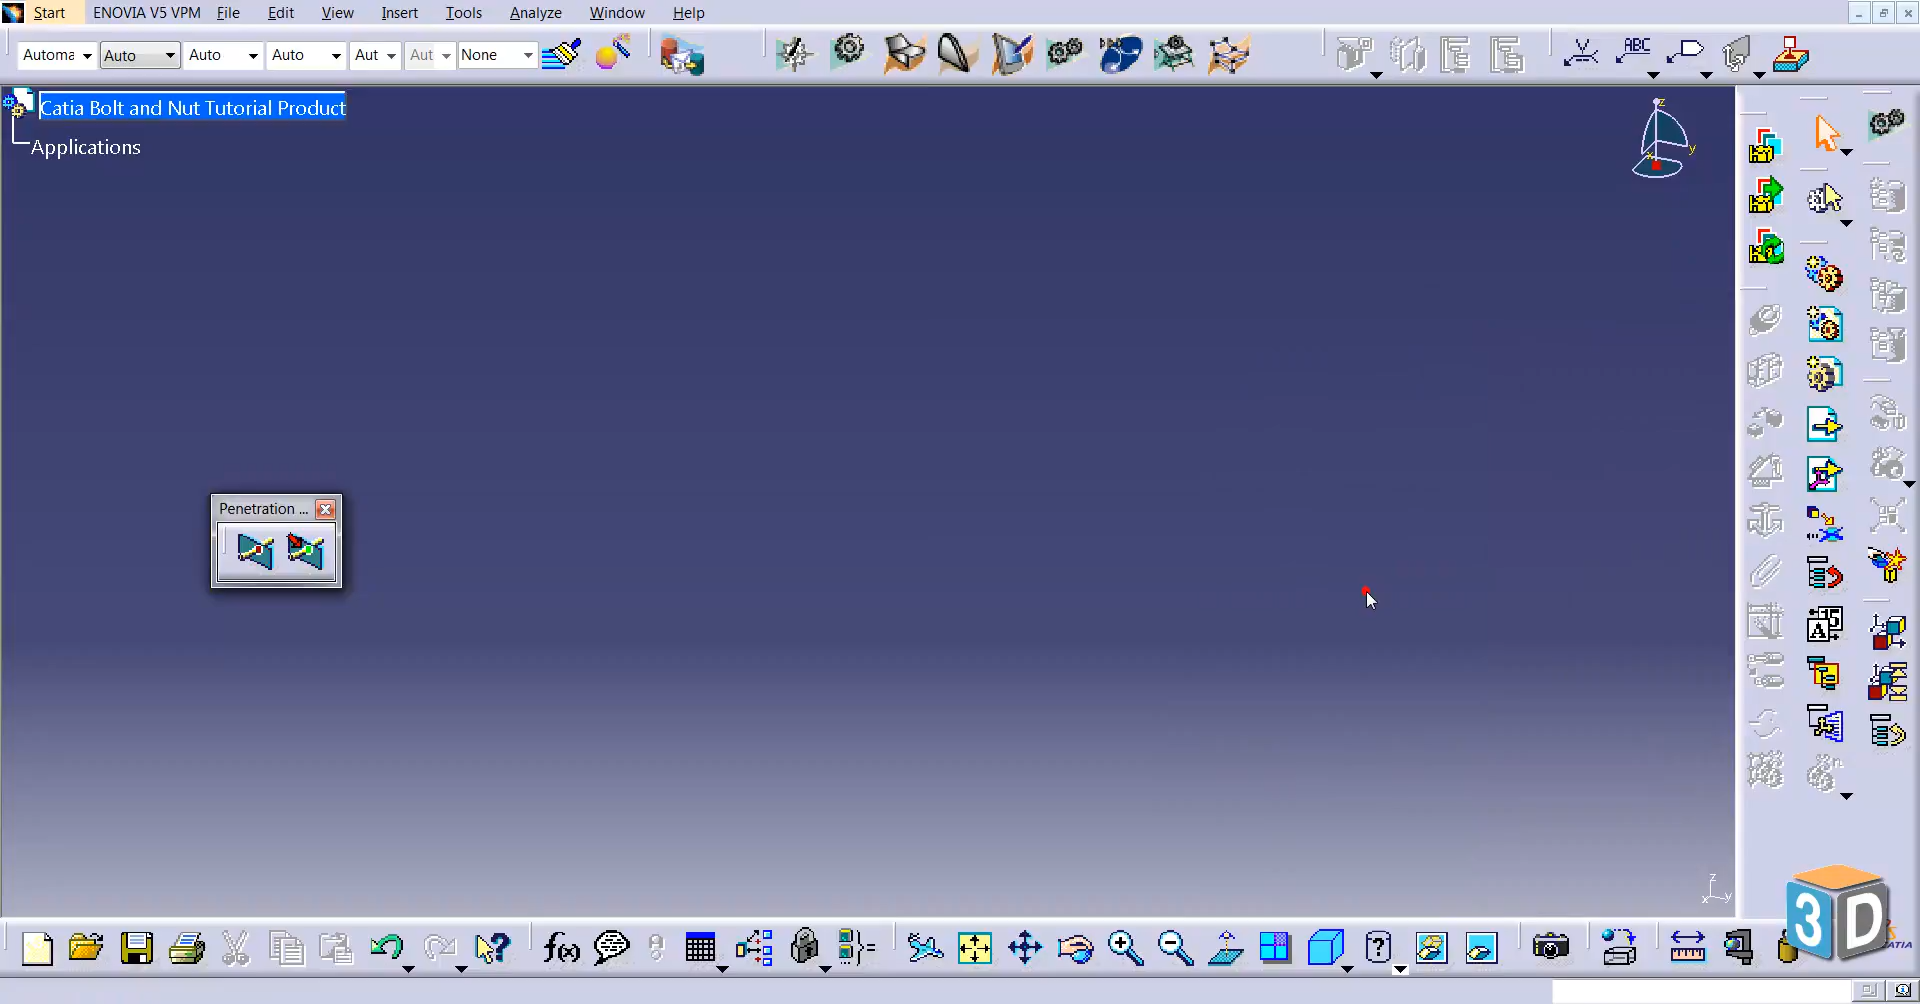 Start ENOVIA V5 VPM File Edit View Insert Tools Analyze Window Help
Automa Auto Auto Auto Aut Aut None
ABC
Catia Bolt and Nut Tutorial Product
Applications
z
y
x
Penetration ...
35
A
z
x y
f(x)
?
?
3D